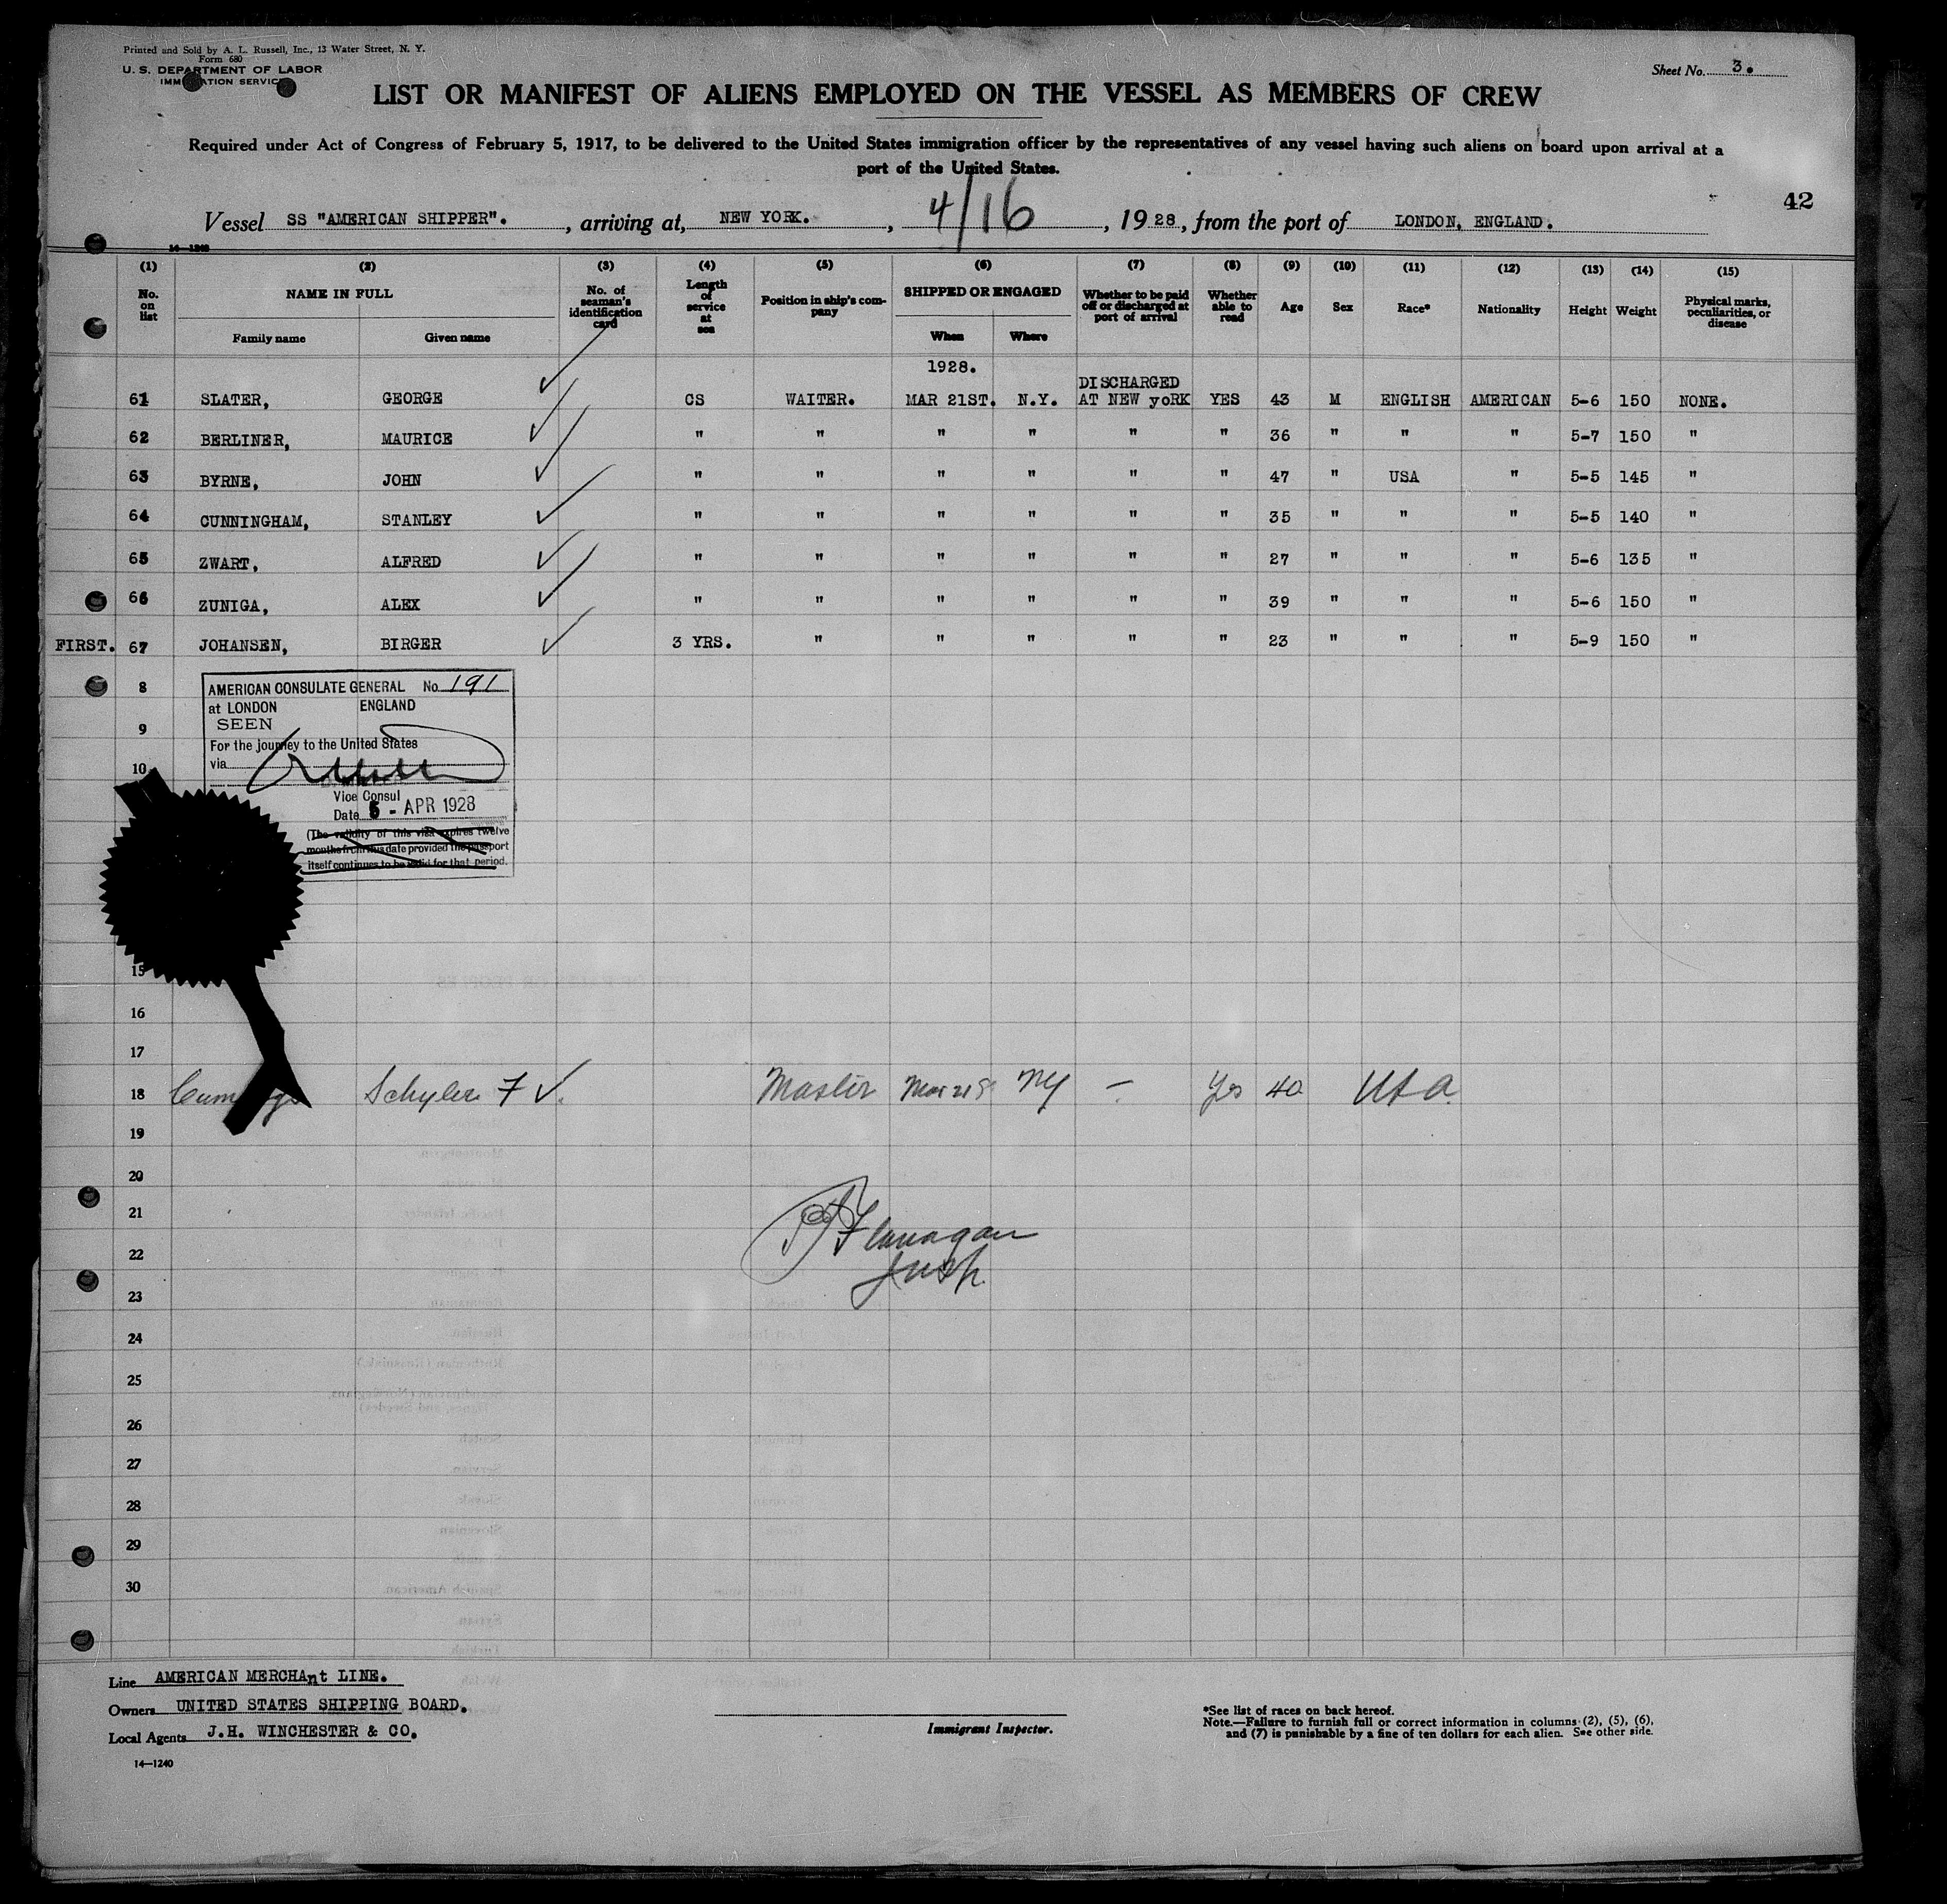 Printed and Sold by A. L. Russell, Inc., 13 Water Street, N. Y.
Form 680
U. S. DEPARTMENT OF LABOR
IMMIGRATION SERVICE
Sheet No. 3.
LIST OR MANIFEST OF ALIENS EMPLOYED ON THE VESSEL AS MEMBERS OF CREW
Required under Act of Congress of February 5, 1917, to be delivered to the United States immigration officer by the representatives of any vessel having such aliens on board upon arrival at a
port of the United States.
42
Vessel SS "AMERICAN SHIPPER". , arriving at, NEW YORK. , 4/16 , 1928, from the port of LONDON, ENGLAND.
14—1240
(1) (2) (3) (4) (5) (6) (7) (8) (9) (10) (11) (12) (13) (14) (15)
No. on list NAME IN FULL Family name Given name No. of seaman's identification card Length of service at sea Position in ship's company SHIPPED OR ENGAGED When Where Whether to be paid off or discharged at port of arrival Whether able to read Age Sex Race* Nationality Height Weight Physical marks, peculiarities, or disease
1928.
61 SLATER, GEORGE ✓ CS WAITER. MAR 21ST. N.Y. DISCHARGED AT NEW yoRK YES 43 M ENGLISH AMERICAN 5-6 150 NONE.
62 BERLINER, MAURICE ✓ " " " " " " 36 " " " 5-7 150 "
63 BYRNE, JOHN ✓ " " " " " " 47 " USA " 5-5 145 "
64 CUNNINGHAM, STANLEY ✓ " " " " " " 35 " " " 5-5 140 "
65 ZWART, ALFRED ✓ " " " " " " 27 " " " 5-6 135 "
66 ZUNIGA, ALEX ✓ " " " " " " 39 " " " 5-6 150 "
FIRST. 67 JOHANSEN, BIRGER ✓ 3 YRS. " " " " " 23 " " " 5-9 150 "
8
AMERICAN CONSULATE GENERAL No. 191
at LONDON ENGLAND
SEEN
9
For the journey to the United States
via
10
Vice Consul
Date 5 - APR 1928
(The validity of this visa expires twelve
months from this date provided the passport
itself continues to be valid for that period.
15
16
17
18 Schyler F ✓ Master Mar 21 NY — Yes 40 USA
19
20
21
Flanagan
22
Insp.
23
24
25
26
27
28
29
30
Line AMERICAN MERCHAnt LINE.
Owners UNITED STATES SHIPPING BOARD.
Local Agents J.H. WINCHESTER & CO.
14—1240
Immigrant Inspector.
*See list of races on back hereof.
Note.—Failure to furnish full or correct information in columns (2), (5), (6),
and (7) is punishable by a fine of ten dollars for each alien. See other side.